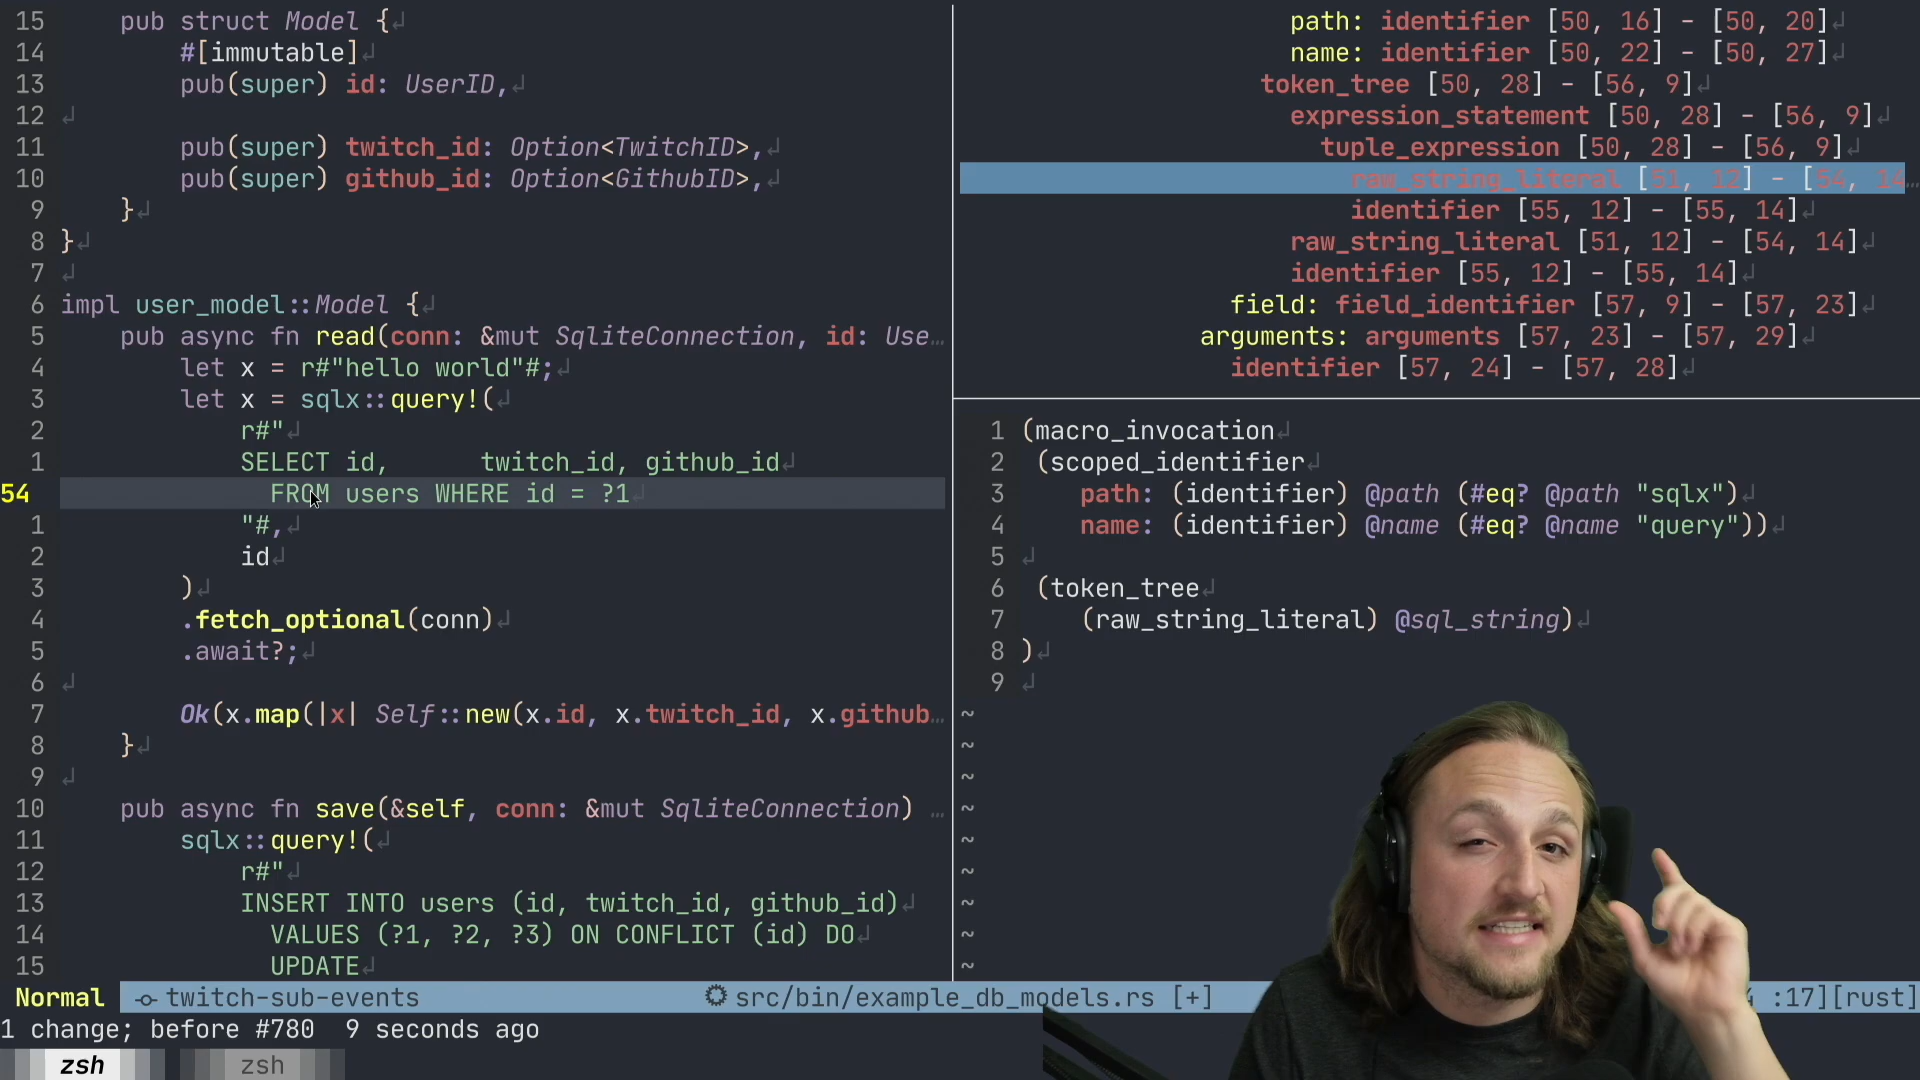 15 pub struct Model {
14 #[immutable]
13 pub(super) id: UserID,
12
11 pub(super) twitch_id: Option<TwitchID>,
10 pub(super) github_id: Option<GithubID>,
9 }
8 }
7
6 impl user_model::Model {
5 pub async fn read(conn: &mut SqliteConnection, id: Use…
4 let x = r#"hello world"#;
3 let x = sqlx::query!(
2 r#"
1 SELECT id,      twitch_id, github_id
54 FROM users WHERE id = ?1
1 "#,
2 id
3 )
4 .fetch_optional(conn)
5 .await?;
6
7 Ok(x.map(|x| Self::new(x.id, x.twitch_id, x.github…
8 }
9
10 pub async fn save(&self, conn: &mut SqliteConnection) …
11 sqlx::query!(
12 r#"
13 INSERT INTO users (id, twitch_id, github_id)
14 VALUES (?1, ?2, ?3) ON CONFLICT (id) DO
15 UPDATE
path: identifier [50, 16] - [50, 20]
name: identifier [50, 22] - [50, 27]
token_tree [50, 28] - [56, 9]
expression_statement [50, 28] - [56, 9]
tuple_expression [50, 28] - [56, 9]
raw_string_literal [51, 12] - [54, 14…
identifier [55, 12] - [55, 14]
raw_string_literal [51, 12] - [54, 14]
identifier [55, 12] - [55, 14]
field: field_identifier [57, 9] - [57, 23]
arguments: arguments [57, 23] - [57, 29]
identifier [57, 24] - [57, 28]
1 (macro_invocation
2 (scoped_identifier
3 path: (identifier) @path (#eq? @path "sqlx")
4 name: (identifier) @name (#eq? @name "query"))
5
6 (token_tree
7 (raw_string_literal) @sql_string)
8 )
9
~
~
~
~
~
~
~
~
~
Normal twitch-sub-events src/bin/example_db_models.rs [+] :17][rust]
1 change; before #780 9 seconds ago
zsh zsh